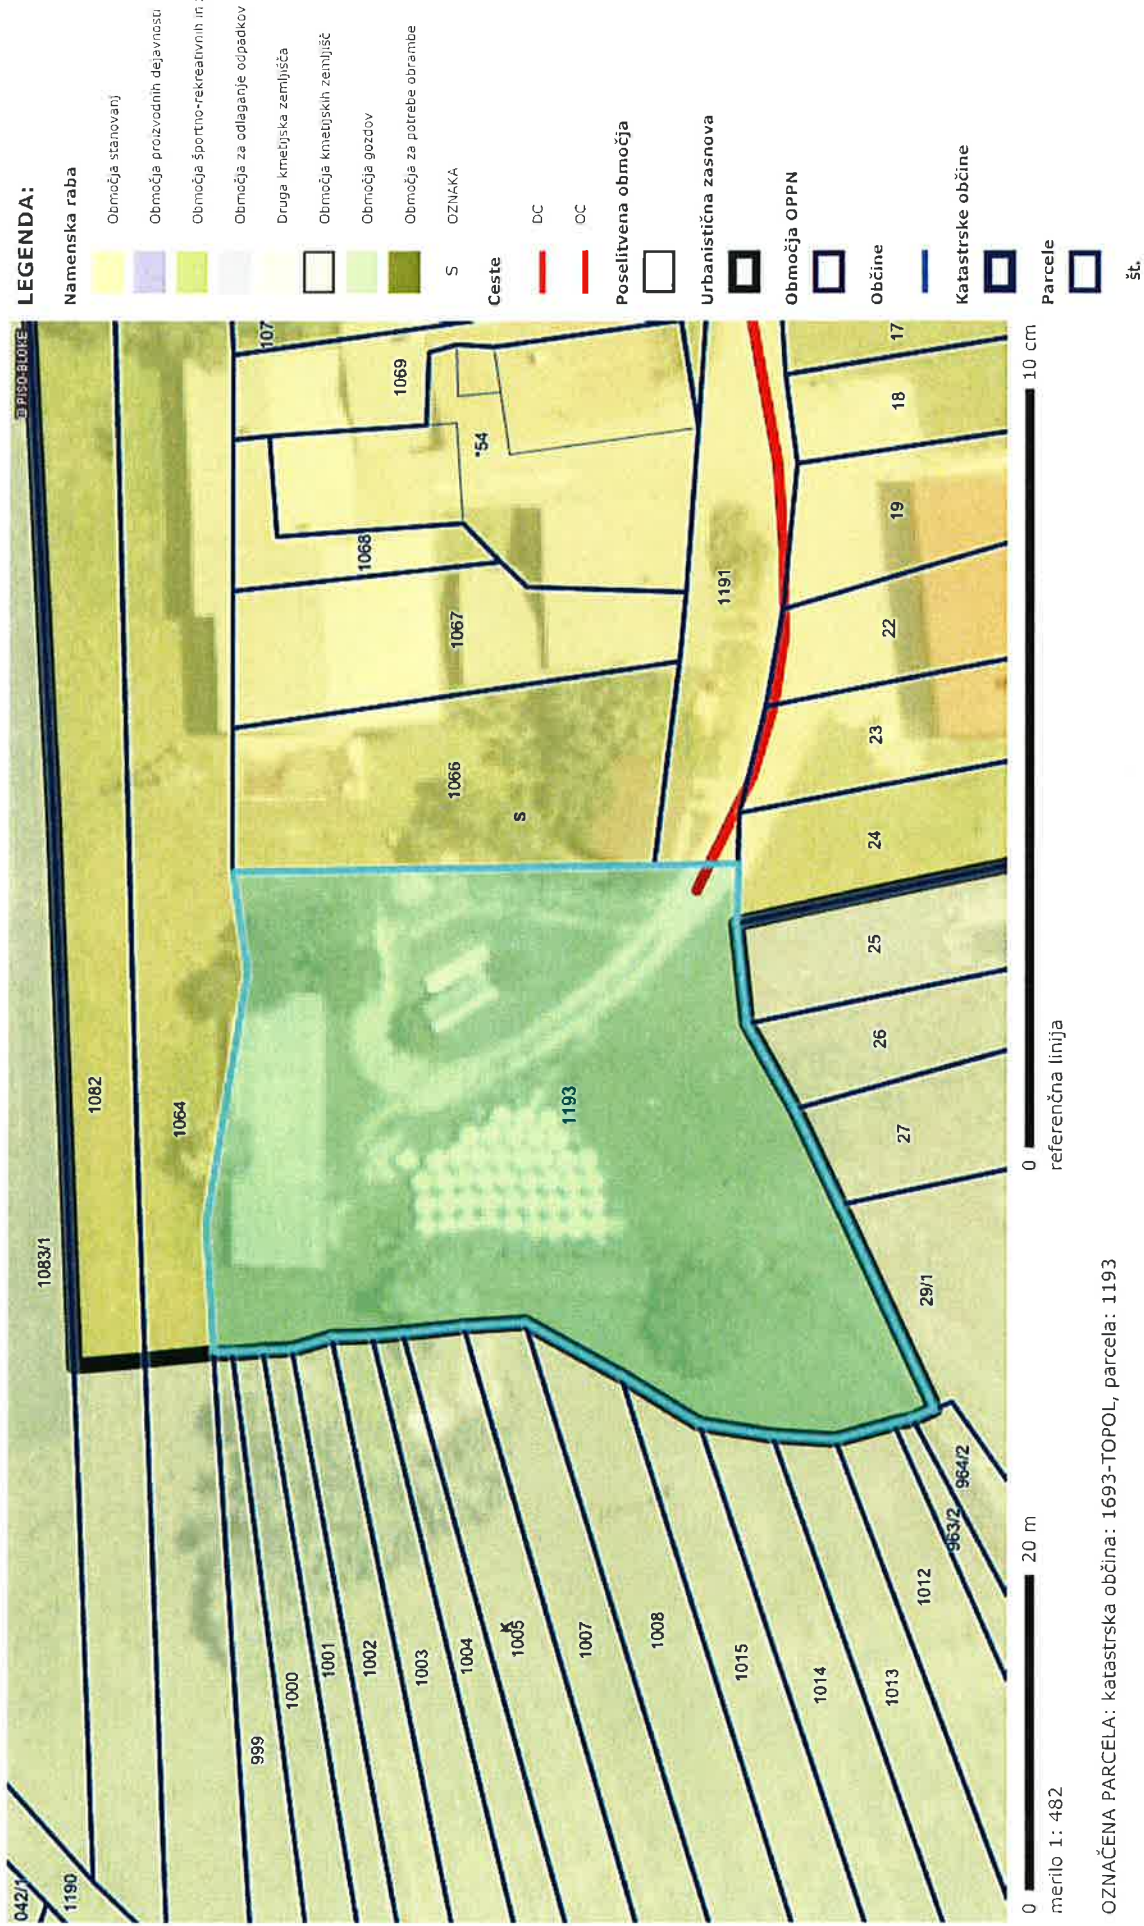 PISO-BLOKE
LEGENDA:
Namenska raba
Območja stanovanj
Območja proizvodnih dejavnosti
Območja športno-rekreativnih in
Območja za odlaganje odpadkov
Druga kmetijska zemljišča
Območja kmetijskih zemljišč
Območja gozdov
Območja za potrebe obrambe
S OZNAKA
Ceste
DC
OC
Poselitvena območja
Urbanistična zasnova
Območja OPPN
Občine
Katastrske občine
Parcele
št.
042/1
1190
1083/1
1082
1064
107
1069
1068
*54
1067
1066
S
1191
17
18
19
22
23
24
25
26
27
29/1
1193
999
1000
1001
1002
1003
1004
K
1005
1007
1008
1015
1014
1013
1012
963/2
964/2
0 20 m
merilo 1: 482
0 10 cm
referenčna linija
OZNAČENA PARCELA: katastrska občina: 1693-TOPOL, parcela: 1193